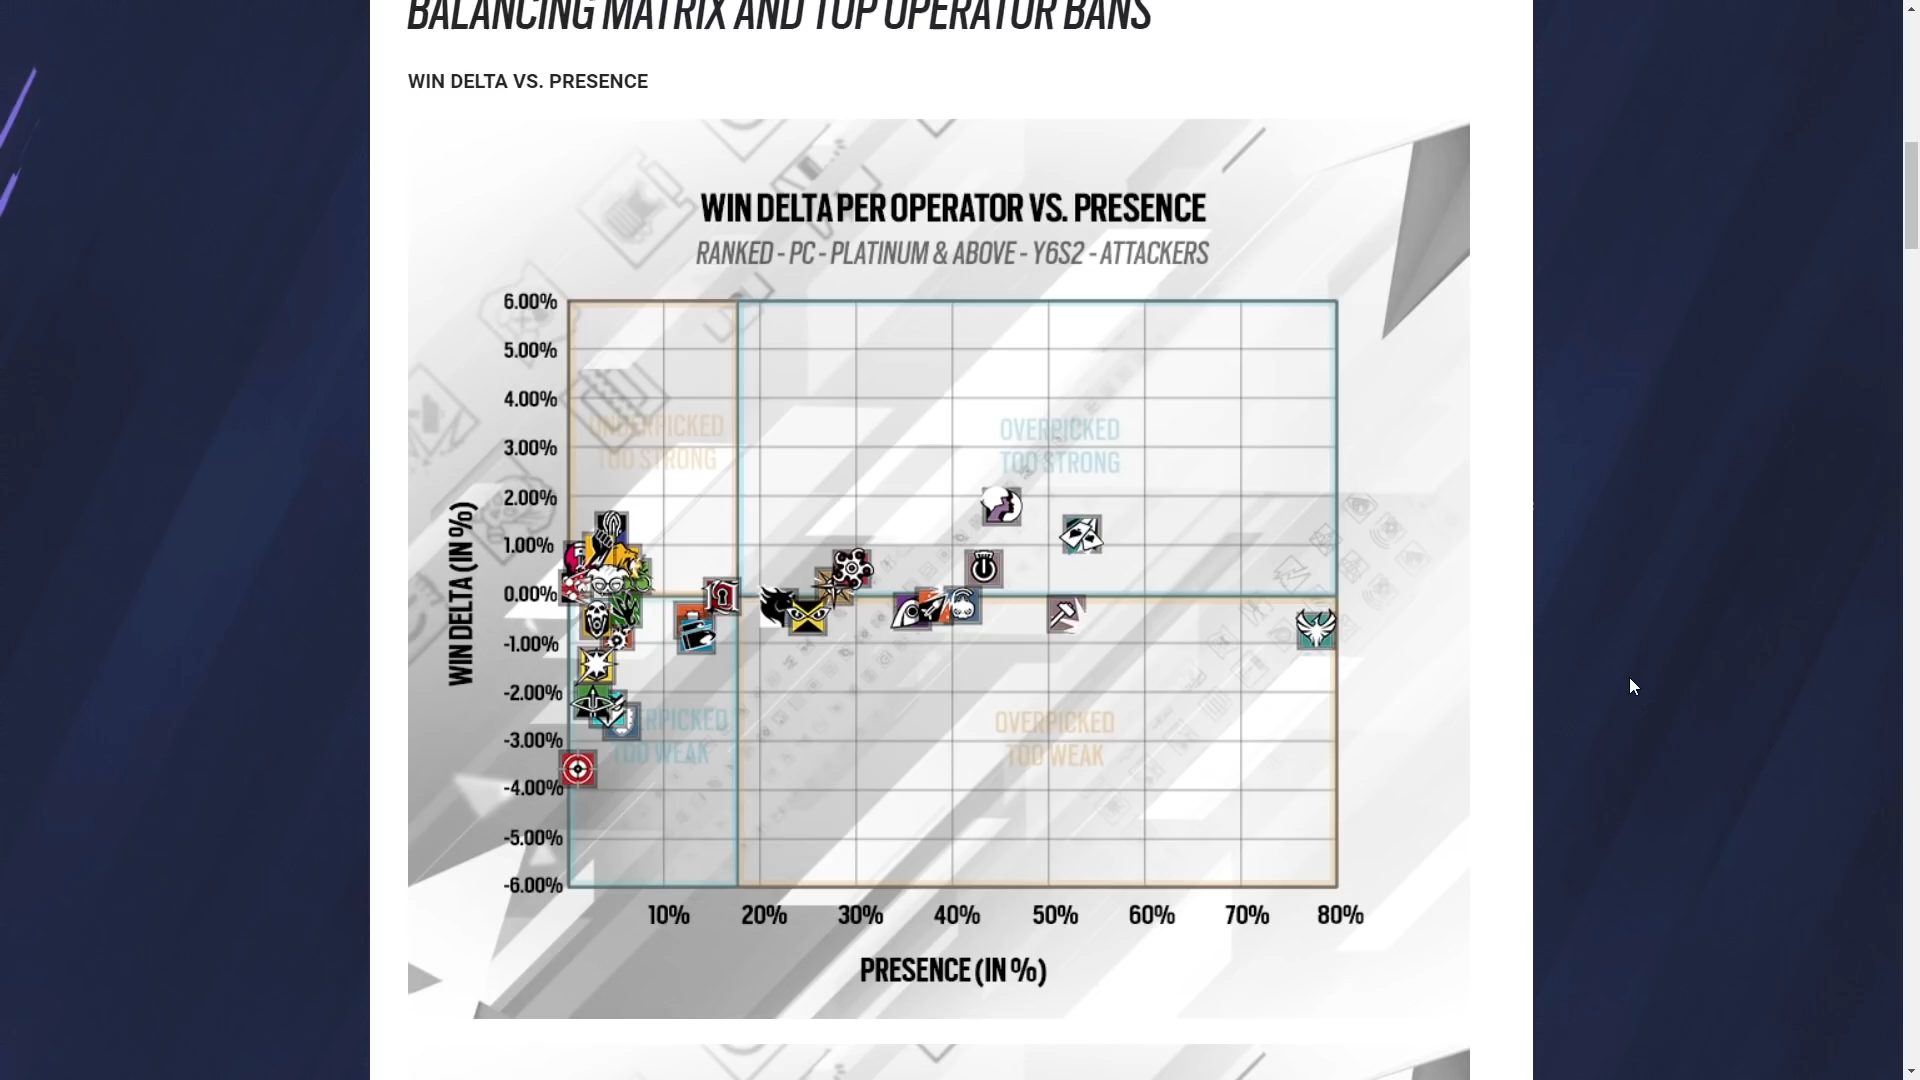 BALANCING MATRIX AND TOP OPERATOR BANS
WIN DELTA VS. PRESENCE
WIN DELTA PER OPERATOR VS. PRESENCE
RANKED - PC - PLATINUM & ABOVE - Y6S2 - ATTACKERS
6.00%
5.00%
4.00%
3.00%
2.00%
1.00%
0.00%
-1.00%
-2.00%
-3.00%
-4.00%
-5.00%
-6.00%
WIN DELTA (IN %)
UNDERPICKED
TOO STRONG
OVERPICKED
TOO STRONG
TOO WEAK
OVERPICKED
TOO WEAK
10%
20%
30%
40%
50%
60%
70%
80%
PRESENCE (IN %)